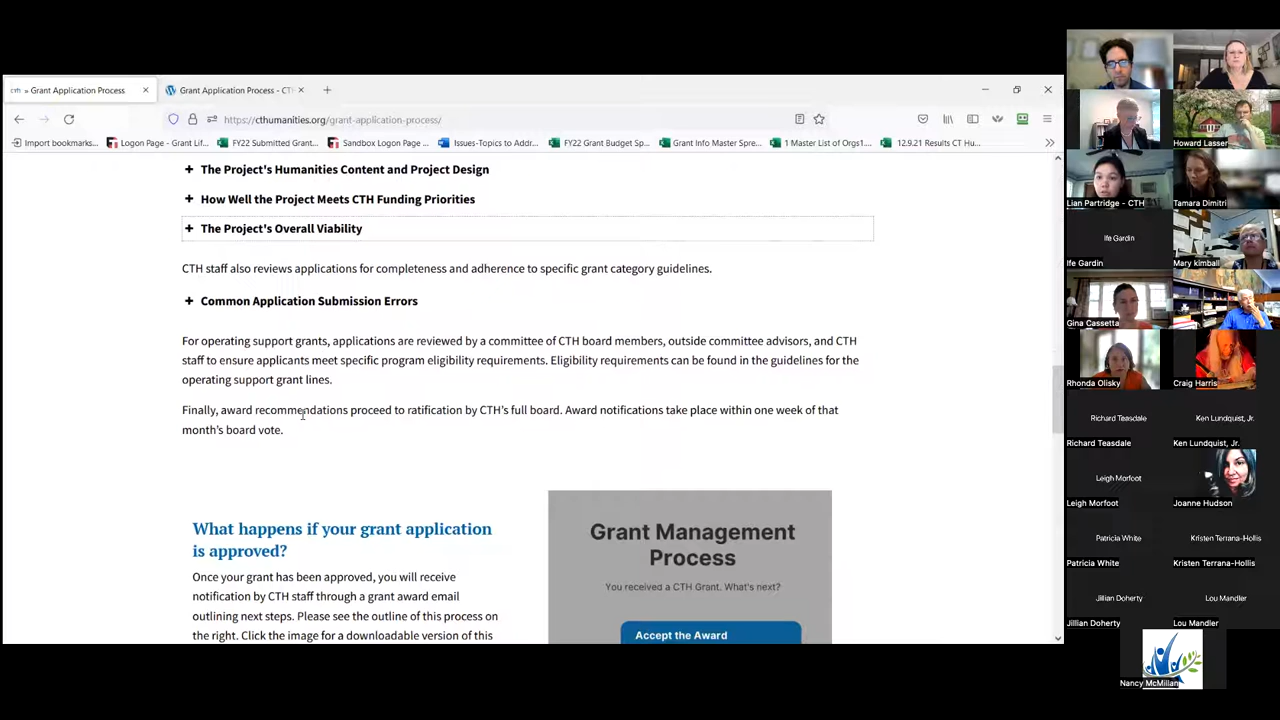 cth » Grant Application Process
Grant Application Process - CT
https://cthumanities.org/grant-application-process/
Import bookmarks...
Logon Page - Grant Lif...
FY22 Submitted Grant...
Sandbox Logon Page ...
Issues-Topics to Addr...
FY22 Grant Budget Sp...
Grant Info Master Spre...
1 Master List of Orgs1...
12.9.21 Results CT Hu...
+ The Project's Humanities Content and Project Design
+ How Well the Project Meets CTH Funding Priorities
+ The Project's Overall Viability
CTH staff also reviews applications for completeness and adherence to specific grant category guidelines.
+ Common Application Submission Errors
For operating support grants, applications are reviewed by a committee of CTH board members, outside committee advisors, and CTH
staff to ensure applicants meet specific program eligibility requirements. Eligibility requirements can be found in the guidelines for the
operating support grant lines.
Finally, award recommendations proceed to ratification by CTH's full board. Award notifications take place within one week of that
month's board vote.
What happens if your grant application
is approved?
Once your grant has been approved, you will receive
notification by CTH staff through a grant award email
outlining next steps. Please see the outline of this process on
the right. Click the image for a downloadable version of this
Grant Management
Process
You received a CTH Grant. What's next?
Accept the Award
Howard Lasser
Lian Partridge - CTH
Tamara Dimitri
Ife Gardin
Ife Gardin
Mary kimball
Gina Cassetta
Rhonda Olisky
Craig Harris
Richard Teasdale
Ken Lundquist, Jr.
Richard Teasdale
Ken Lundquist, Jr.
Leigh Morfoot
Leigh Morfoot
Joanne Hudson
Patricia White
Kristen Terrana-Hollis
Patricia White
Kristen Terrana-Hollis
Jillian Doherty
Lou Mandler
Jillian Doherty
Lou Mandler
Nancy McMillan